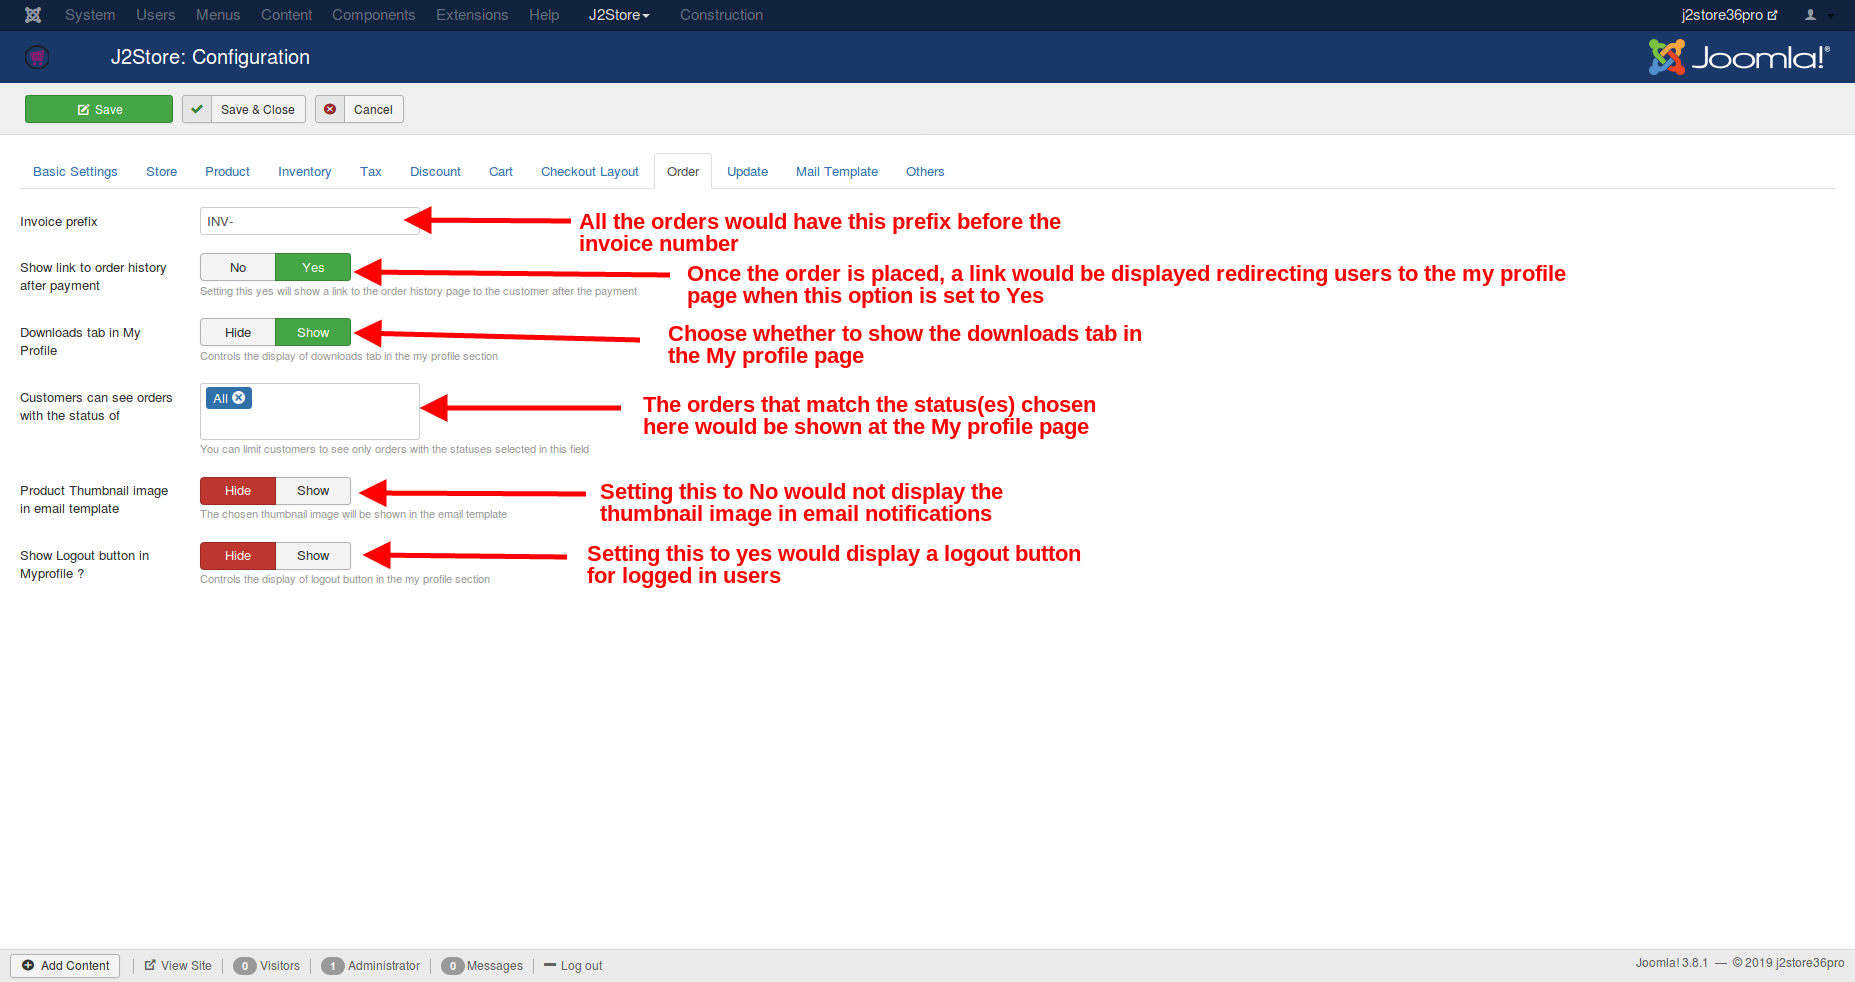 System Users Menus Content Components Extensions Help J2Store Construction j2store36pro
J2Store: Configuration Joomla!®
Save Save & Close Cancel
Basic Settings Store Product Inventory Tax Discount Cart Checkout Layout Order Update Mail Template Others
Invoice prefix INV-
All the orders would have this prefix before the
invoice number
Show link to order history
after payment
No Yes
Setting this yes will show a link to the order history page to the customer after the payment
Once the order is placed, a link would be displayed redirecting users to the my profile
page when this option is set to Yes
Downloads tab in My
Profile
Hide Show
Controls the display of downloads tab in the my profile section
Choose whether to show the downloads tab in
the My profile page
Customers can see orders
with the status of
All
You can limit customers to see only orders with the statuses selected in this field
The orders that match the status(es) chosen
here would be shown at the My profile page
Product Thumbnail image
in email template
Hide Show
The chosen thumbnail image will be shown in the email template
Setting this to No would not display the
thumbnail image in email notifications
Show Logout button in
Myprofile ?
Hide Show
Controls the display of logout button in the my profile section
Setting this to yes would display a logout button
for logged in users
Add Content View Site 0 Visitors 1 Administrator 0 Messages Log out Joomla! 3.8.1 — © 2019 j2store36pro